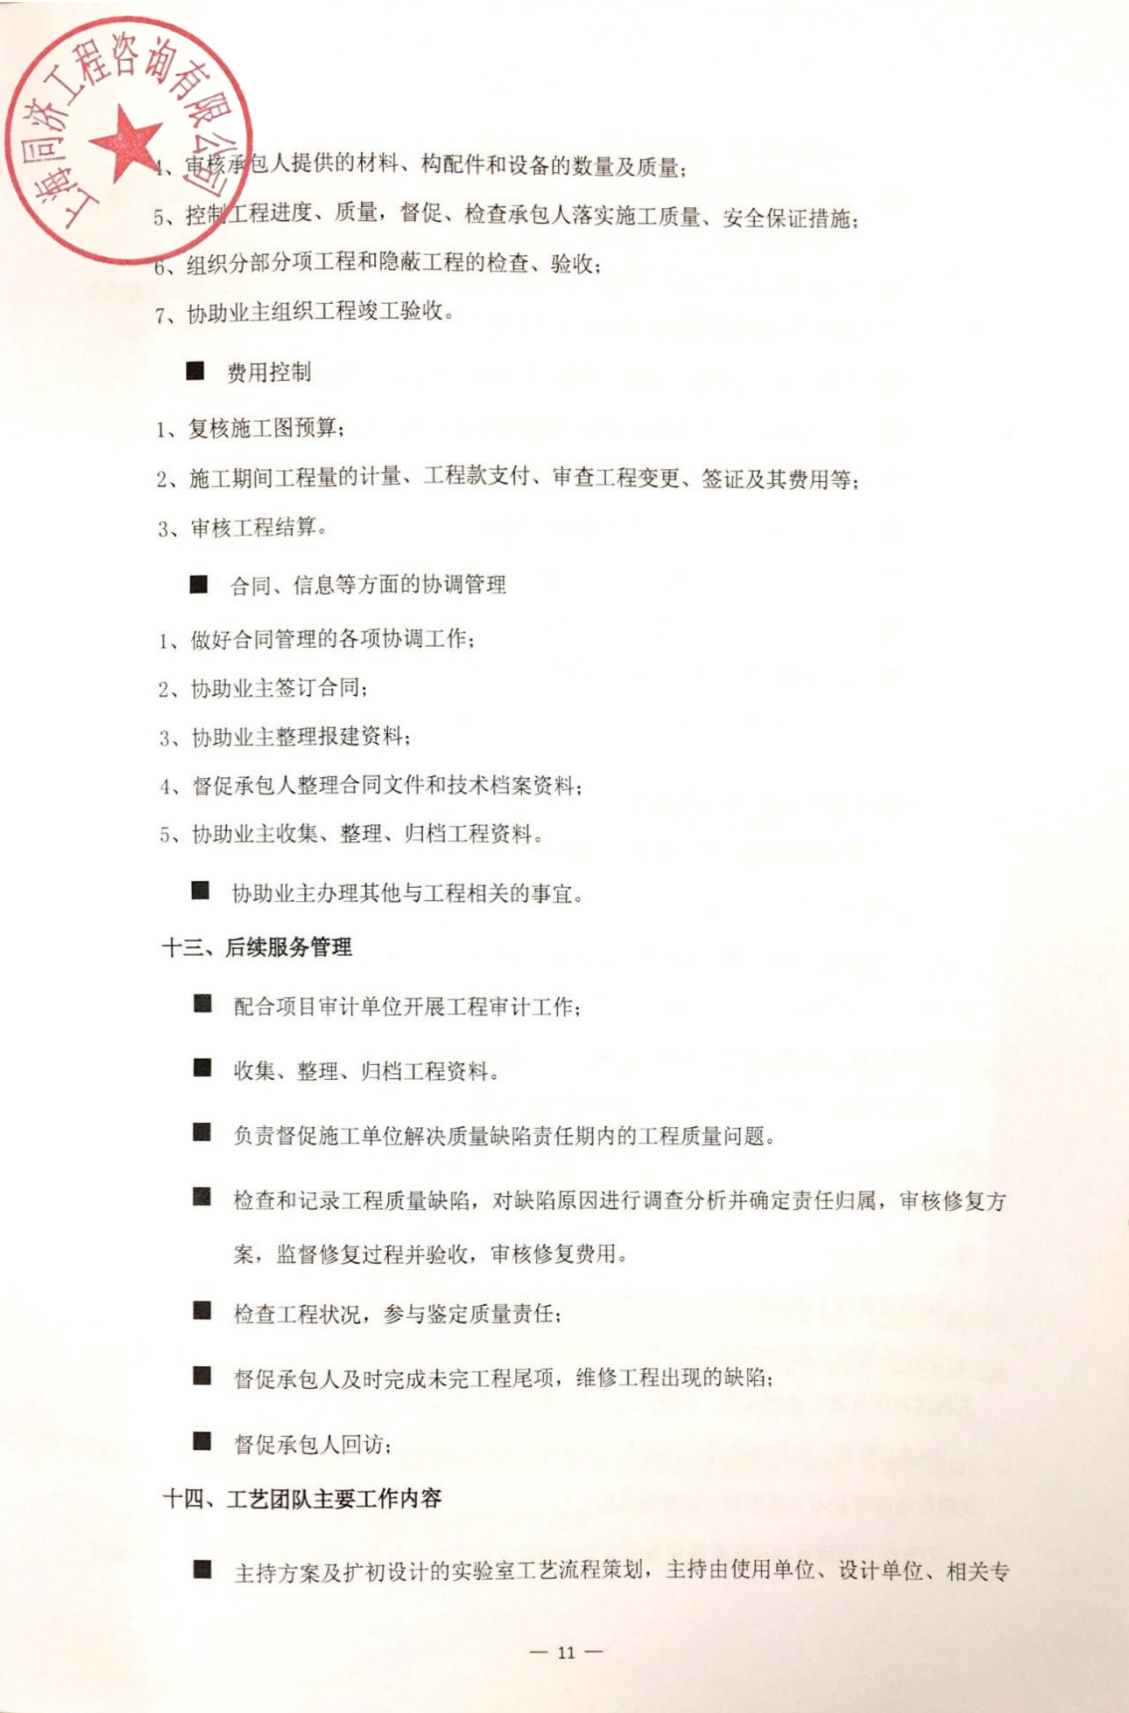 上海同济工程咨询有限公司
4、审核承包人提供的材料、构配件和设备的数量及质量;
5、控制工程进度、质量，督促、检查承包人落实施工质量、安全保证措施;
6、组织分部分项工程和隐蔽工程的检查、验收;
7、协助业主组织工程竣工验收。
■ 费用控制
1、复核施工图预算;
2、施工期间工程量的计量、工程款支付、审查工程变更、签证及其费用等;
3、审核工程结算。
■ 合同、信息等方面的协调管理
1、做好合同管理的各项协调工作;
2、协助业主签订合同;
3、协助业主整理报建资料;
4、督促承包人整理合同文件和技术档案资料;
5、协助业主收集、整理、归档工程资料。
■ 协助业主办理其他与工程相关的事宜。
十三、后续服务管理
■ 配合项目审计单位开展工程审计工作;
■ 收集、整理、归档工程资料。
■ 负责督促施工单位解决质量缺陷责任期内的工程质量问题。
■ 检查和记录工程质量缺陷，对缺陷原因进行调查分析并确定责任归属，审核修复方
案，监督修复过程并验收，审核修复费用。
■ 检查工程状况，参与鉴定质量责任;
■ 督促承包人及时完成未完工程尾项，维修工程出现的缺陷;
■ 督促承包人回访;
十四、工艺团队主要工作内容
■ 主持方案及扩初设计的实验室工艺流程策划，主持由使用单位、设计单位、相关专
— 11 —